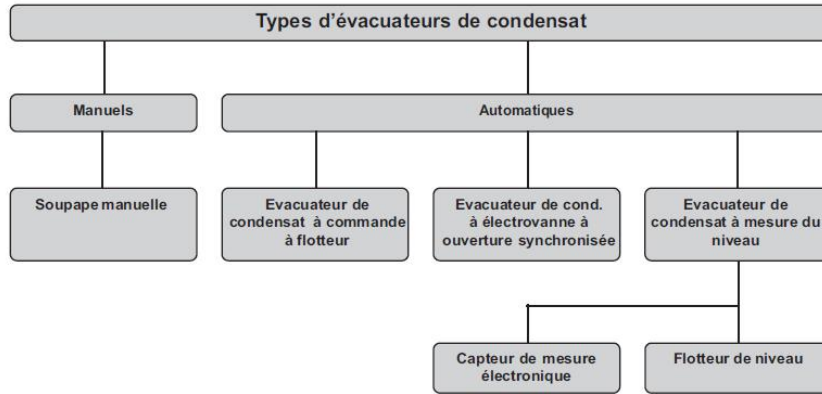 Types d'évacuateurs de condensat
Manuels
Automatiques
Soupape manuelle
Evacuateur de
condensat à commande
à flotteur
Evacuateur de cond.
à électrovanne à
ouverture synchronisée
Evacuateur de
condensat à mesure du
niveau
Capteur de mesure
électronique
Flotteur de niveau